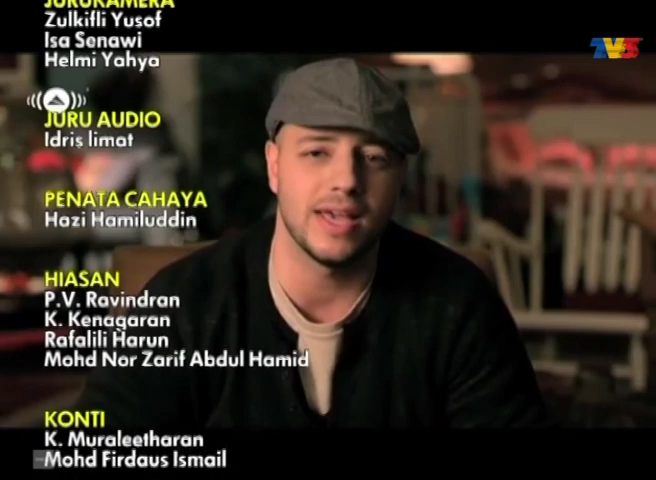 JURUKAMERA
Zulkifli Yusof
Isa Senawi
Helmi Yahya
TV3
JURU AUDIO
Idris limat
PENATA CAHAYA
Hazi Hamiluddin
HIASAN
P.V. Ravindran
K. Kenagaran
Rafalili Harun
Mohd Nor Zarif Abdul Hamid
KONTI
K. Muraleetharan
Mohd Firdaus Ismail